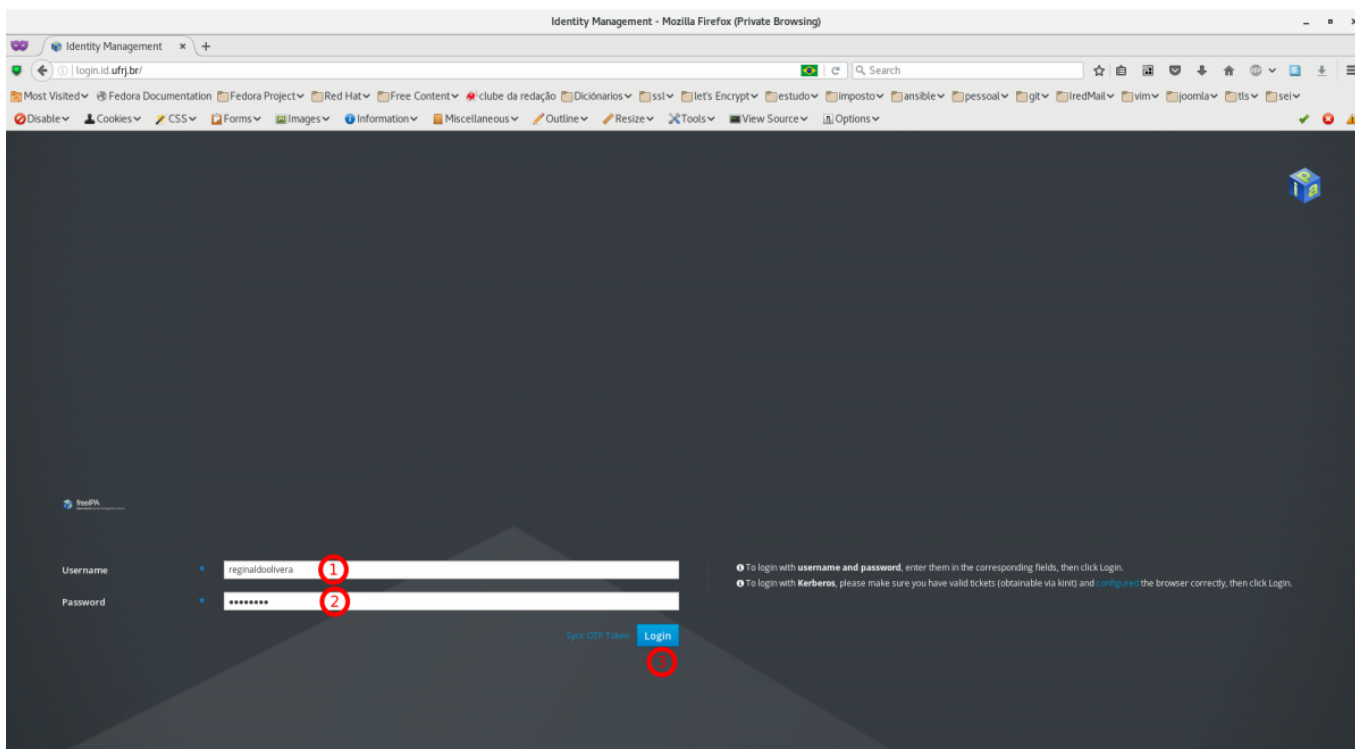 Identity Management - Mozilla Firefox (Private Browsing)
Identity Management × +
login.id.ufrj.br/ Search
Most Visited Fedora Documentation Fedora Project Red Hat Free Content clube da redação Diciónarios ssl let's Encrypt estudo imposto ansible pessoal git IredMail vim joomla tls sei
Disable Cookies CSS Forms Images Information Miscellaneous Outline Resize Tools View Source Options
freeIPA
Username * reginaldoolivera 1
Password * •••••••• 2
Sync OTP Token Login
3
To login with username and password, enter them in the corresponding fields, then click Login.
To login with Kerberos, please make sure you have valid tickets (obtainable via kinit) and configured the browser correctly, then click Login.